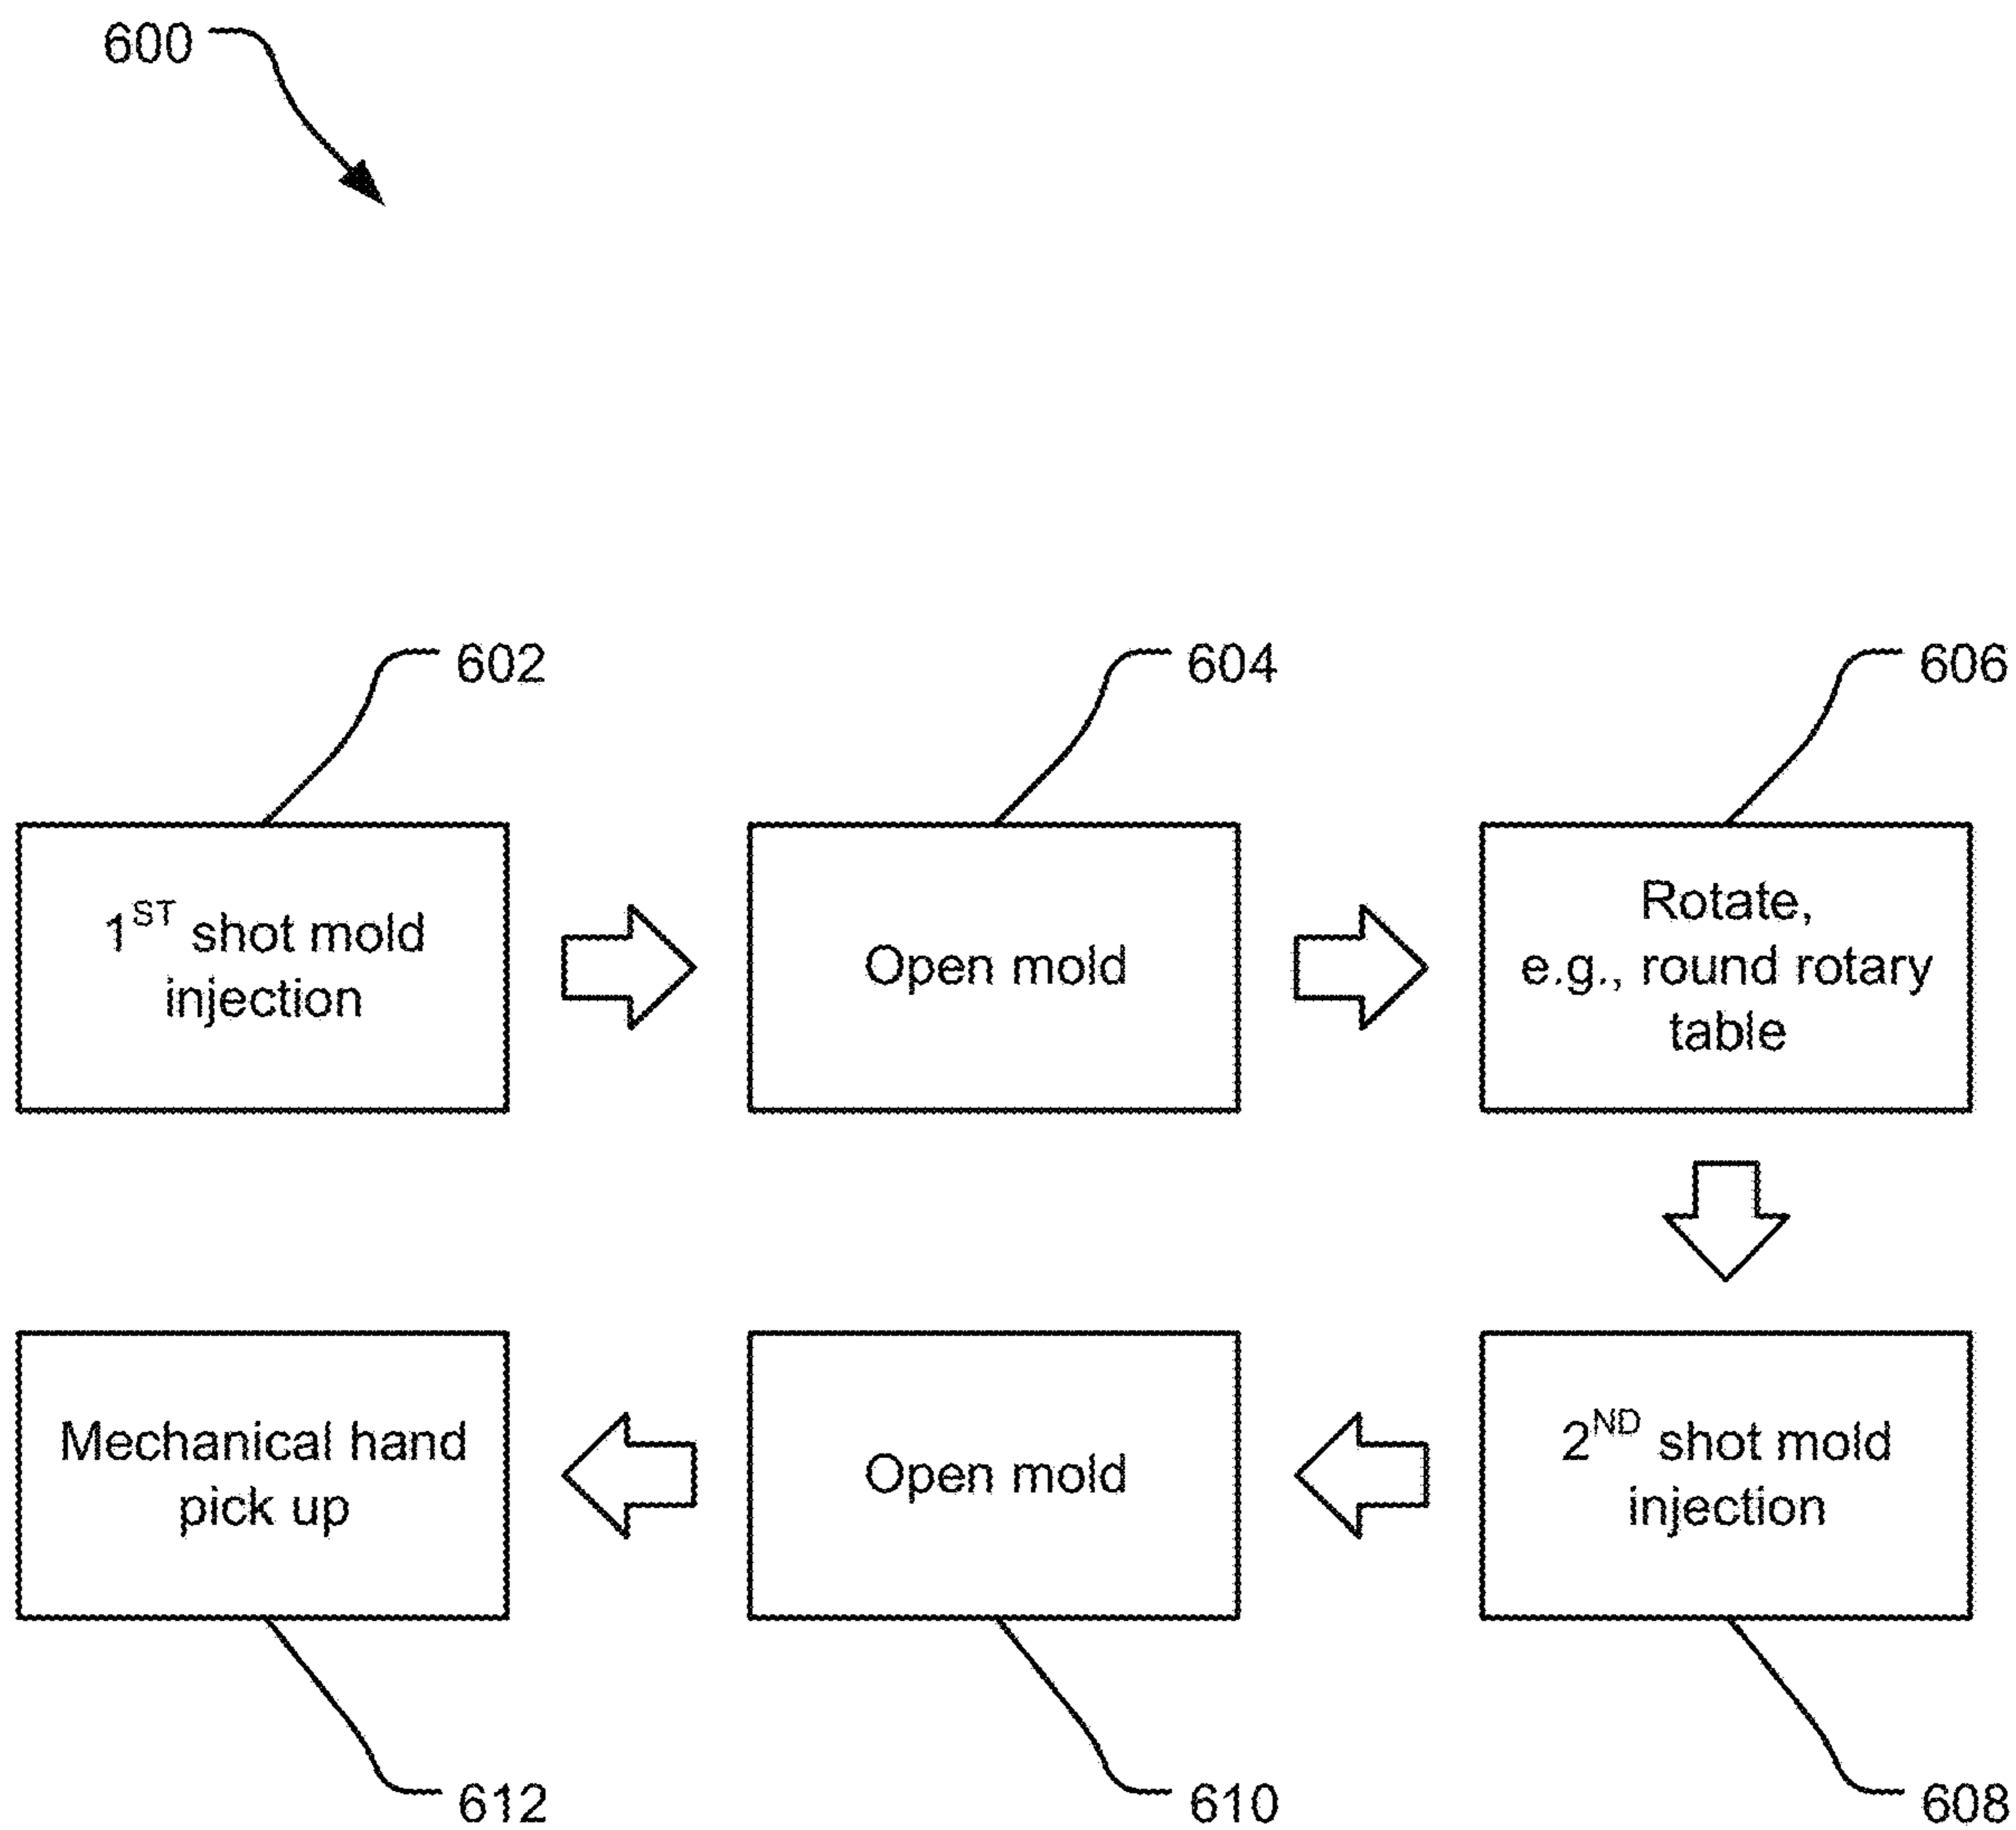 600
602
604
606
1ST shot mold
injection
Open mold
Rotate,
e.g., round rotary
table
Mechanical hand
pick up
Open mold
2ND shot mold
injection
612
610
608